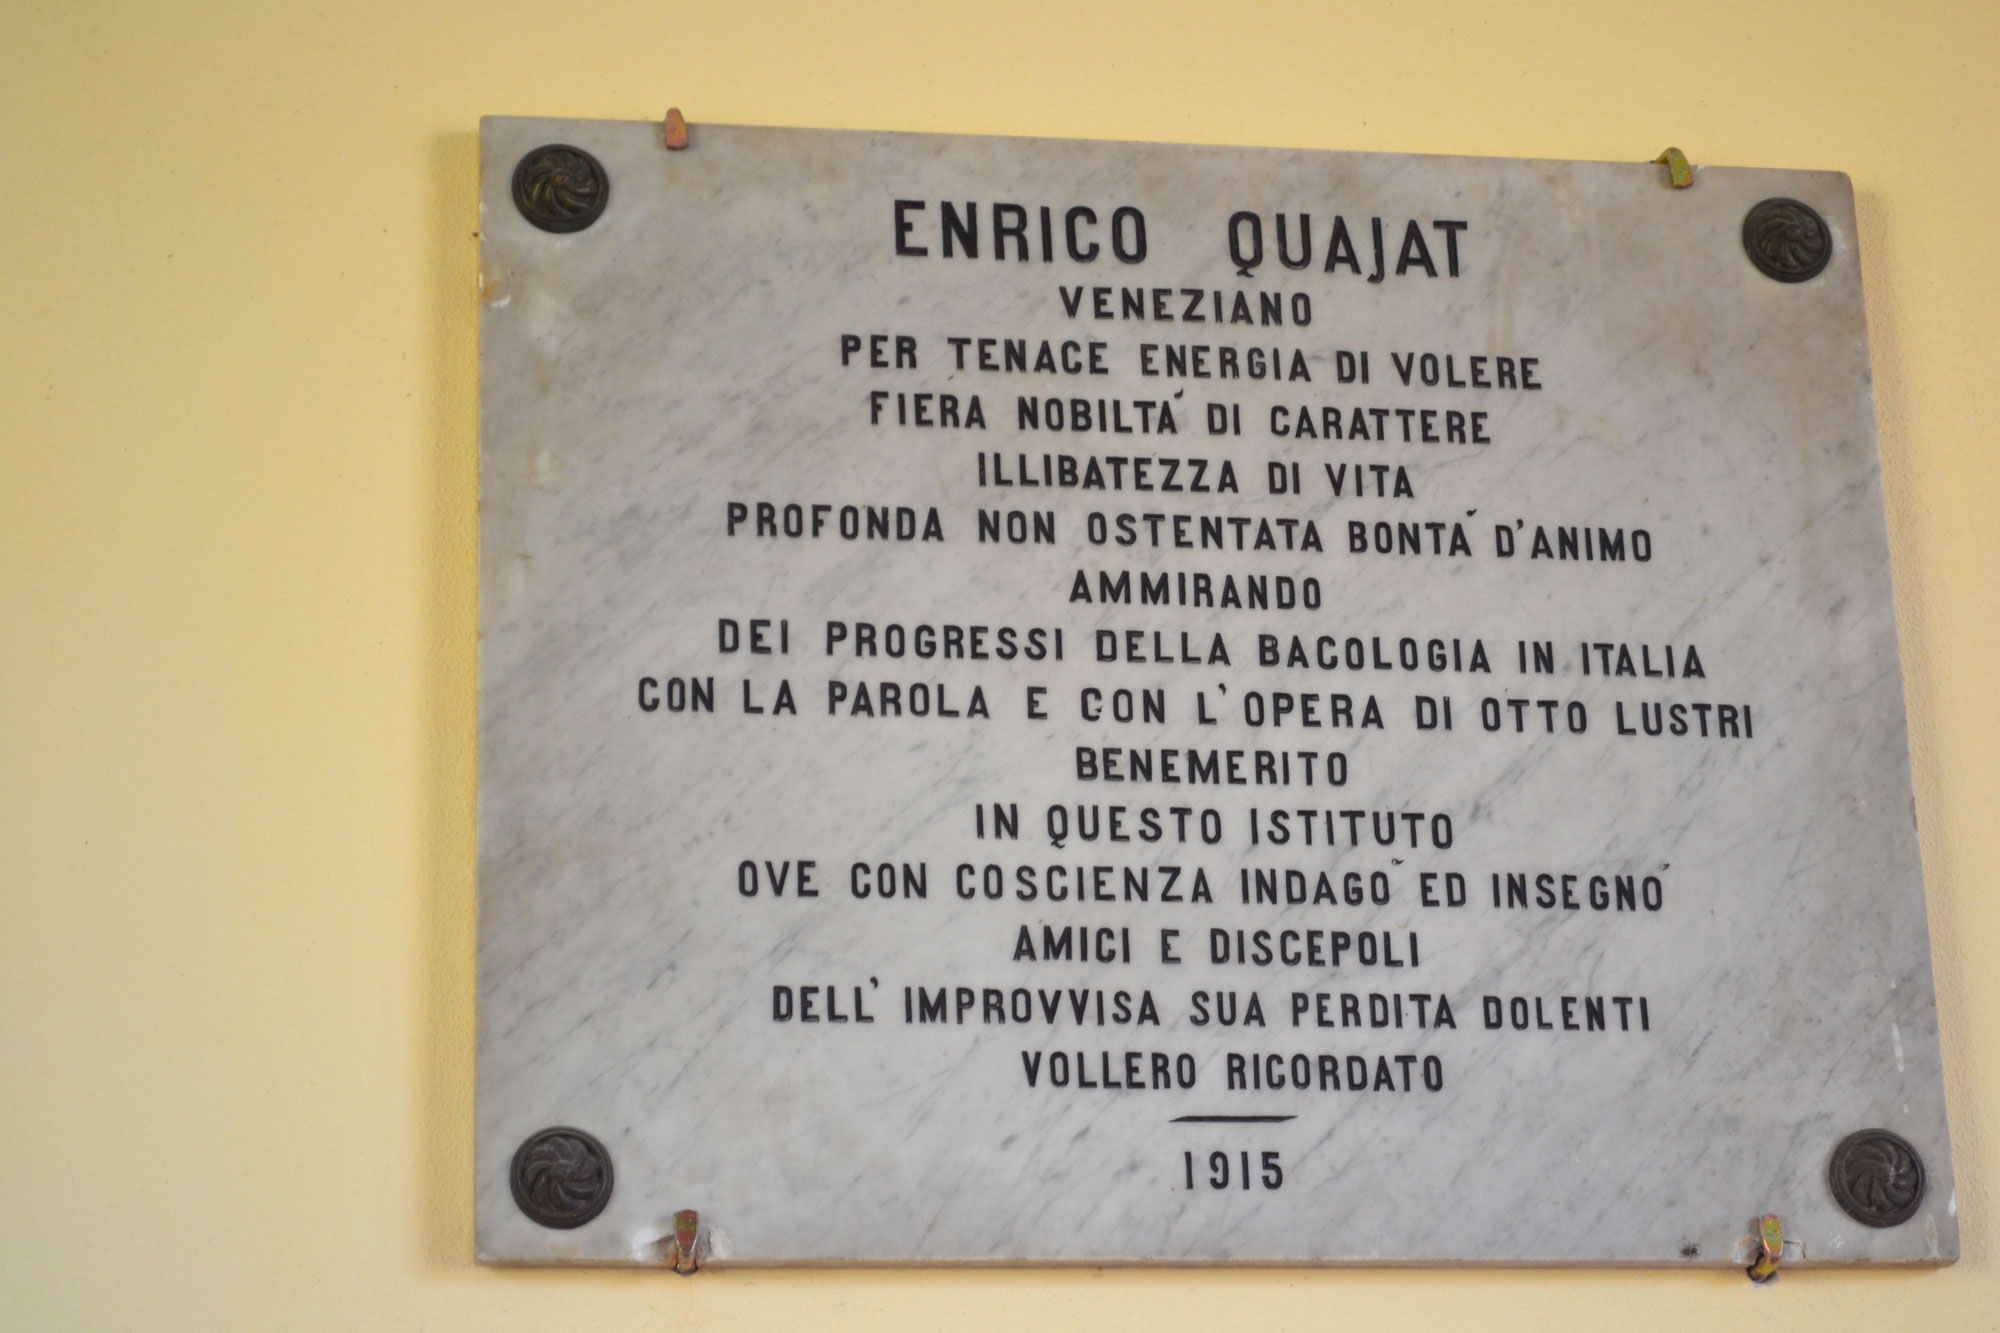 ENRICO QUAJAT
VENEZIANO
PER TENACE ENERGIA DI VOLERE
FIERA NOBILTÀ DI CARATTERE
ILLIBATEZZA DI VITA
PROFONDA NON OSTENTATA BONTÀ D'ANIMO
AMMIRANDO
DEI PROGRESSI DELLA BACOLOGIA IN ITALIA
CON LA PAROLA E CON L'OPERA DI OTTO LUSTRI
BENEMERITO
IN QUESTO ISTITUTO
OVE CON COSCIENZA INDAGÒ ED INSEGNÒ
AMICI E DISCEPOLI
DELL'IMPROVVISA SUA PERDITA DOLENTI
VOLLERO RICORDATO
1915